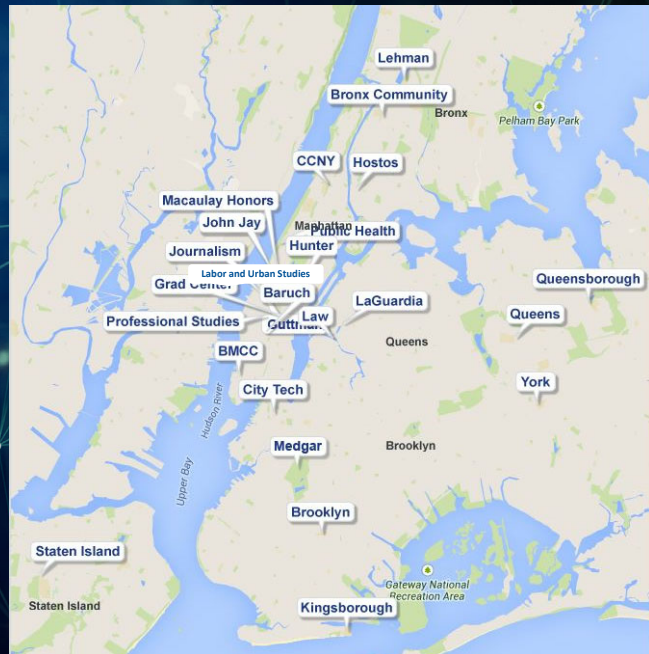 Lehman
Bronx Community
Bronx
Pelham Bay Park
CCNY
Hostos
Macaulay Honors
John Jay
Manhattan
Public Health
Journalism
Hunter
Labor and Urban Studies
Grad Center
Baruch
Queensborough
LaGuardia
Queens
Professional Studies
Guttman
Law
Queens
BMCC
York
City Tech
Hudson River
Medgar
Brooklyn
Upper Bay
Brooklyn
Staten Island
Gateway National
Recreation Area
Staten Island
Kingsborough